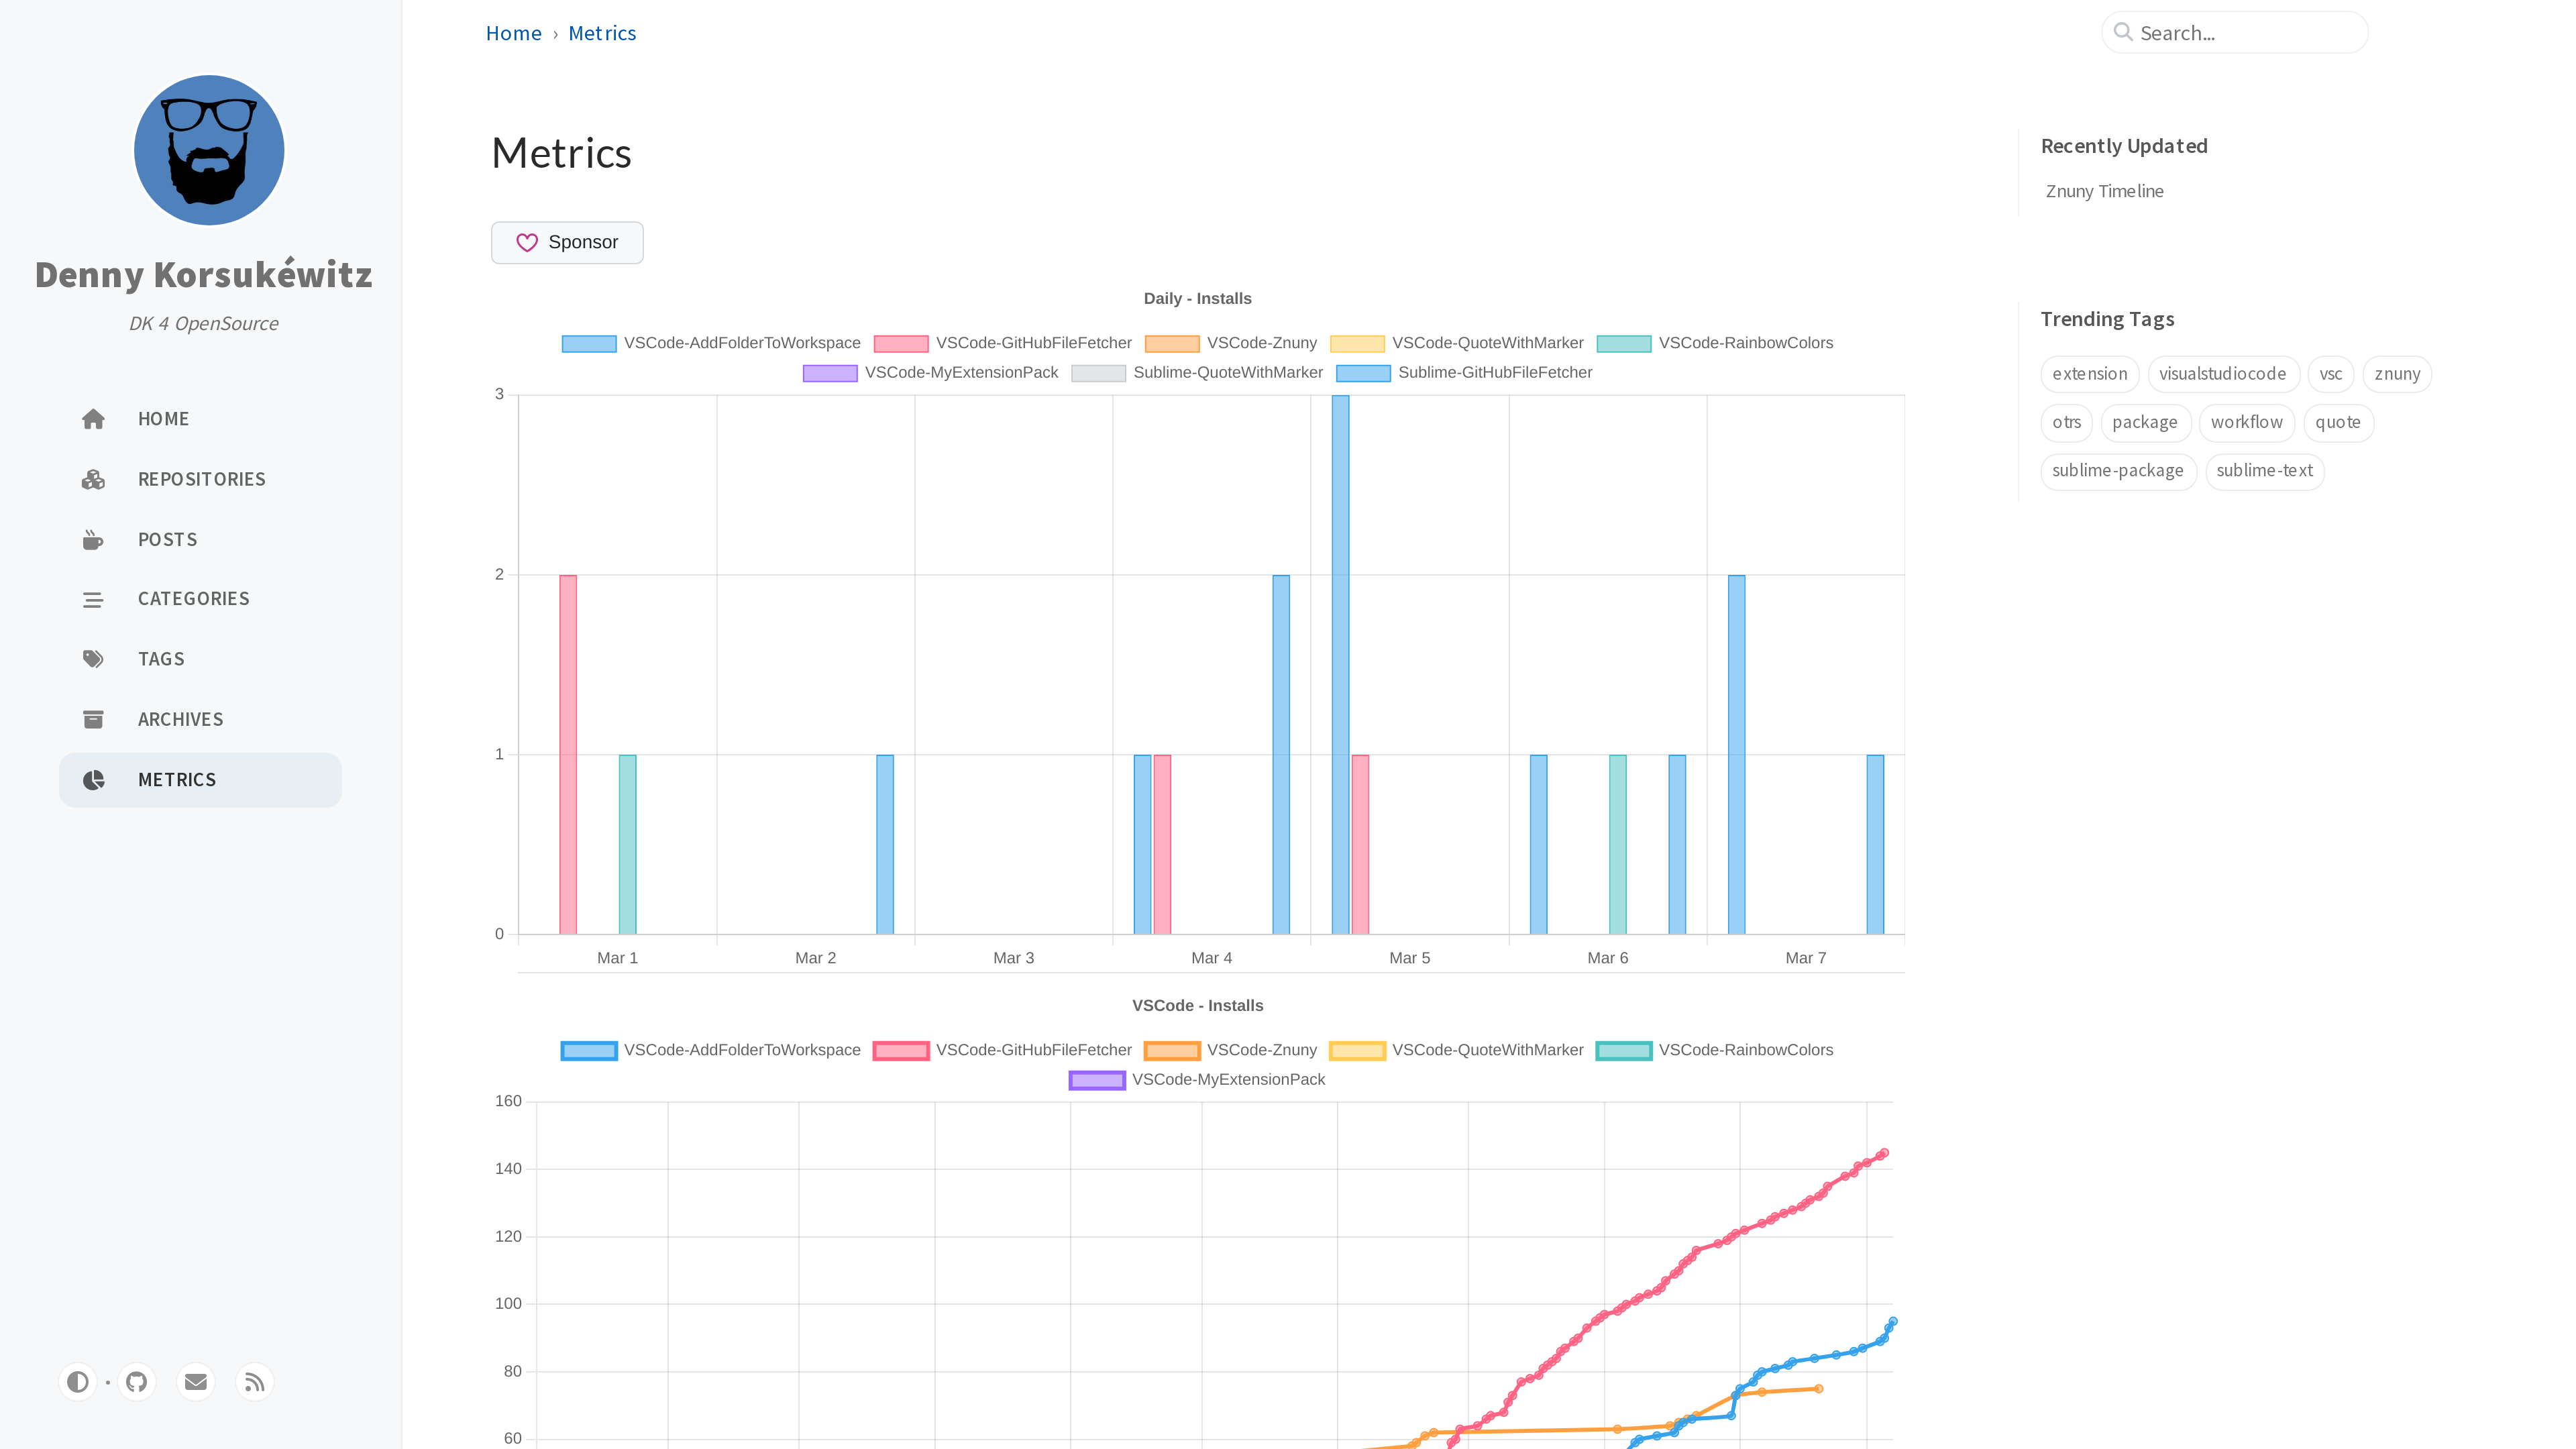 Denny Korsukéwitz
DK 4 OpenSource
HOME
REPOSITORIES
POSTS
CATEGORIES
TAGS
ARCHIVES
METRICS
Home › Metrics
Search...
Metrics
Sponsor
Daily - Installs
VSCode-AddFolderToWorkspace VSCode-GitHubFileFetcher VSCode-Znuny VSCode-QuoteWithMarker VSCode-RainbowColors
VSCode-MyExtensionPack Sublime-QuoteWithMarker Sublime-GitHubFileFetcher
3
2
1
0
Mar 1 Mar 2 Mar 3 Mar 4 Mar 5 Mar 6 Mar 7
VSCode - Installs
VSCode-AddFolderToWorkspace VSCode-GitHubFileFetcher VSCode-Znuny VSCode-QuoteWithMarker VSCode-RainbowColors
VSCode-MyExtensionPack
160
140
120
100
80
60
Recently Updated
Znuny Timeline
Trending Tags
extension visualstudiocode vsc znuny
otrs package workflow quote
sublime-package sublime-text